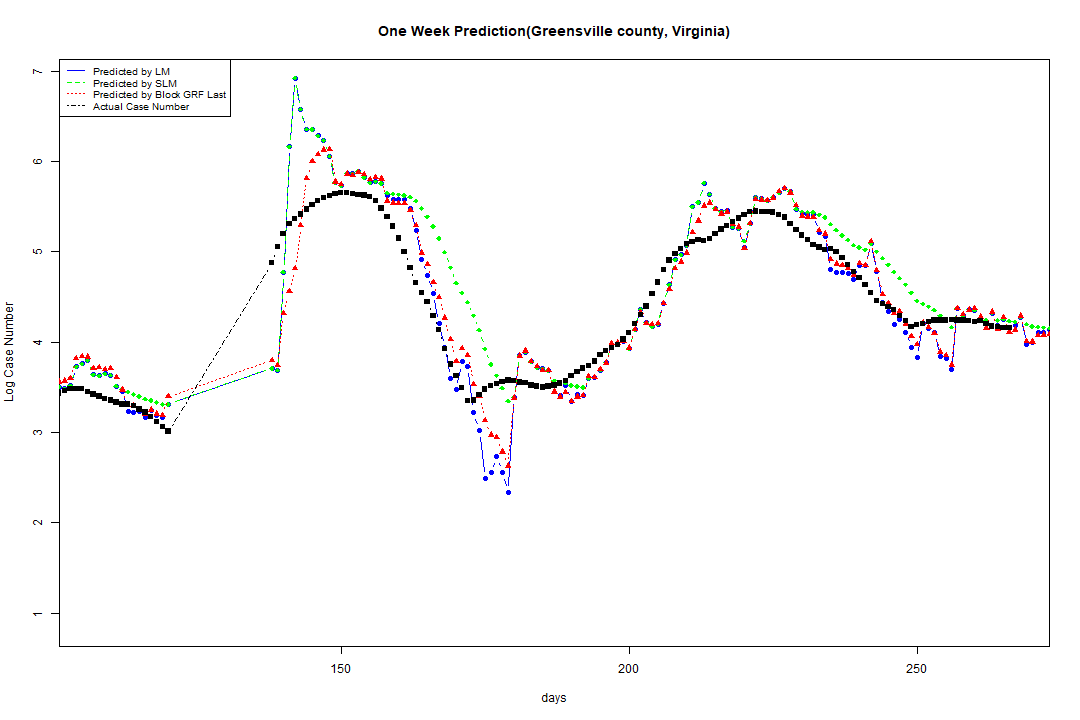 One Week Prediction(Greensville county, Virginia)
Predicted by LM
Predicted by SLM
Predicted by Block GRF Last
Actual Case Number
7
6
5
4
3
2
1
Log Case Number
150
200
250
days